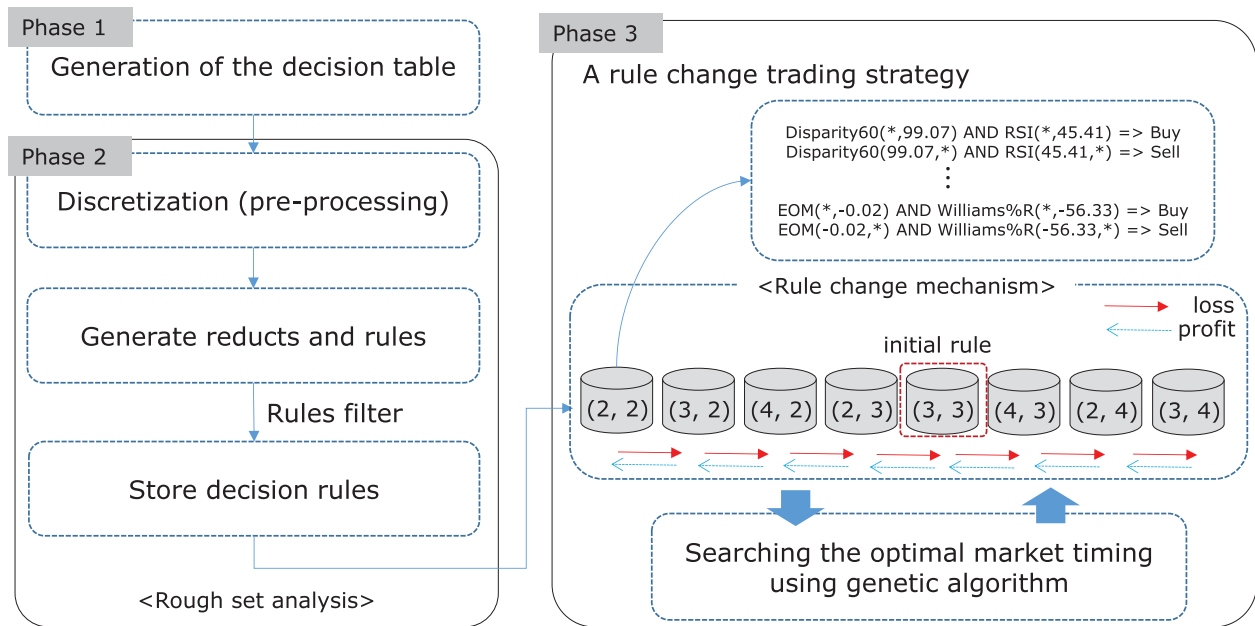 Phase 1
Generation of the decision table
Phase 2
Discretization (pre-processing)
Generate reducts and rules
Rules filter
Store decision rules
<Rough set analysis>
Phase 3
A rule change trading strategy
Disparity60(*,99.07) AND RSI(*,45.41) => Buy
Disparity60(99.07,*) AND RSI(45.41,*) => Sell
⋮
EOM(*,-0.02) AND Williams%R(*,-56.33) => Buy
EOM(-0.02,*) AND Williams%R(-56.33,*) => Sell
<Rule change mechanism>
loss
profit
initial rule
(2, 2) (3, 2) (4, 2) (2, 3) (3, 3) (4, 3) (2, 4) (3, 4)
Searching the optimal market timing
using genetic algorithm